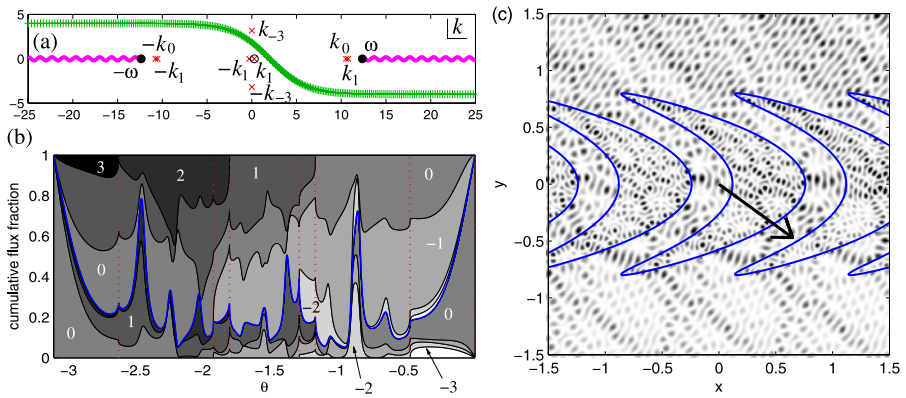 (a)
5
0
−5
−25 −20 −15 −10 −5 0 5 10 15 20 25
k
k₋₃
−k₀
−ω
−k₁
−k₁
k₁
−k₋₃
k₀
ω
k₁
(b)
cumulative flux fraction
1
0.8
0.6
0.4
0.2
0
−3 −2.5 −2 −1.5 −1 −0.5
θ
3
2
1
0
0
−1
0
1
−2
0
−2
−3
(c)
y
1.5
1
0.5
0
−0.5
−1
−1.5
−1.5 −1 −0.5 0 0.5 1 1.5
x